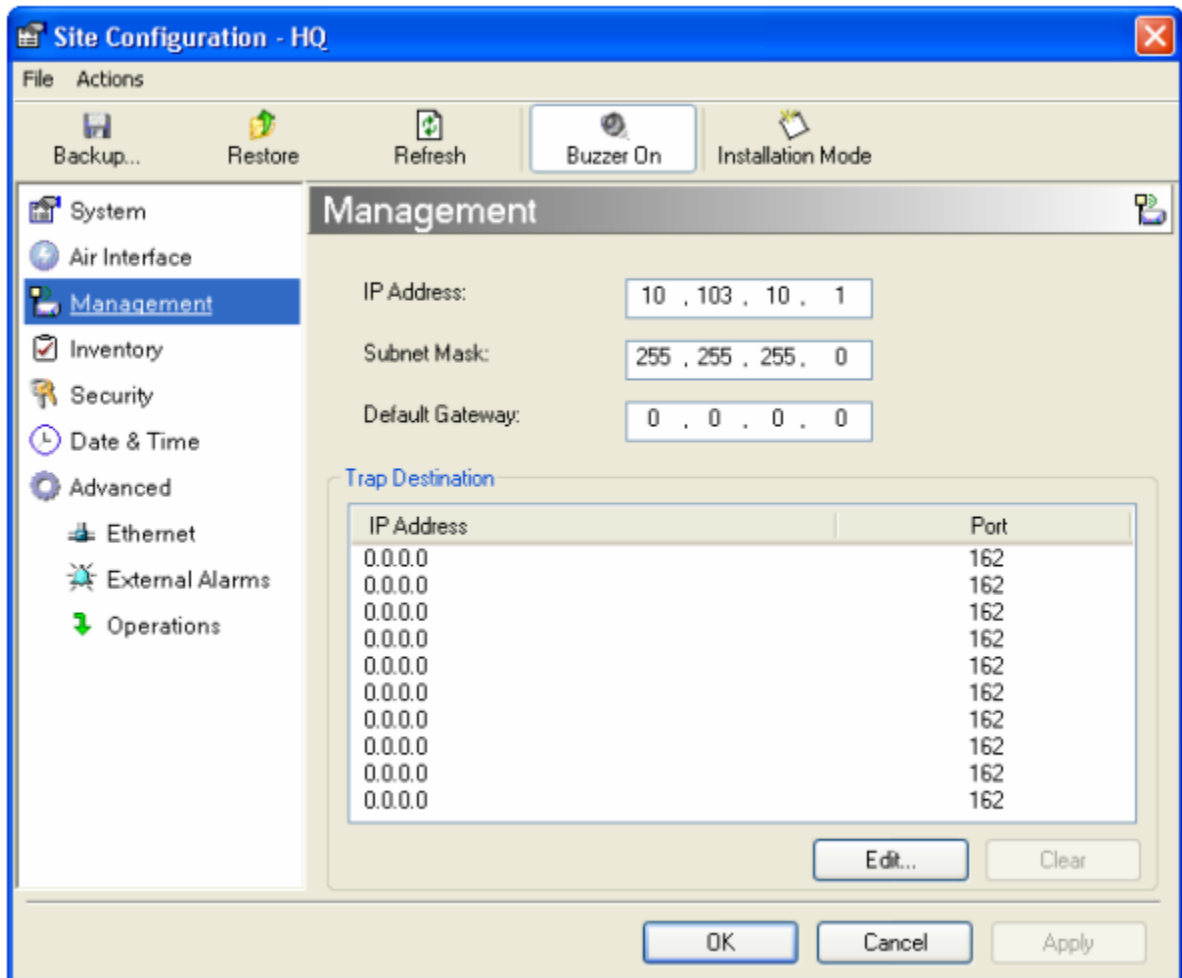 Site Configuration - HQ
File Actions
Backup... Restore Refresh Buzzer On Installation Mode
System
Air Interface
Management
Inventory
Security
Date & Time
Advanced
Ethernet
External Alarms
Operations
Management
IP Address: 10 . 103 . 10 . 1
Subnet Mask: 255 . 255 . 255 . 0
Default Gateway: 0 . 0 . 0 . 0
Trap Destination
IP Address Port
0.0.0.0 162
0.0.0.0 162
0.0.0.0 162
0.0.0.0 162
0.0.0.0 162
0.0.0.0 162
0.0.0.0 162
0.0.0.0 162
0.0.0.0 162
0.0.0.0 162
Edit... Clear
OK Cancel Apply